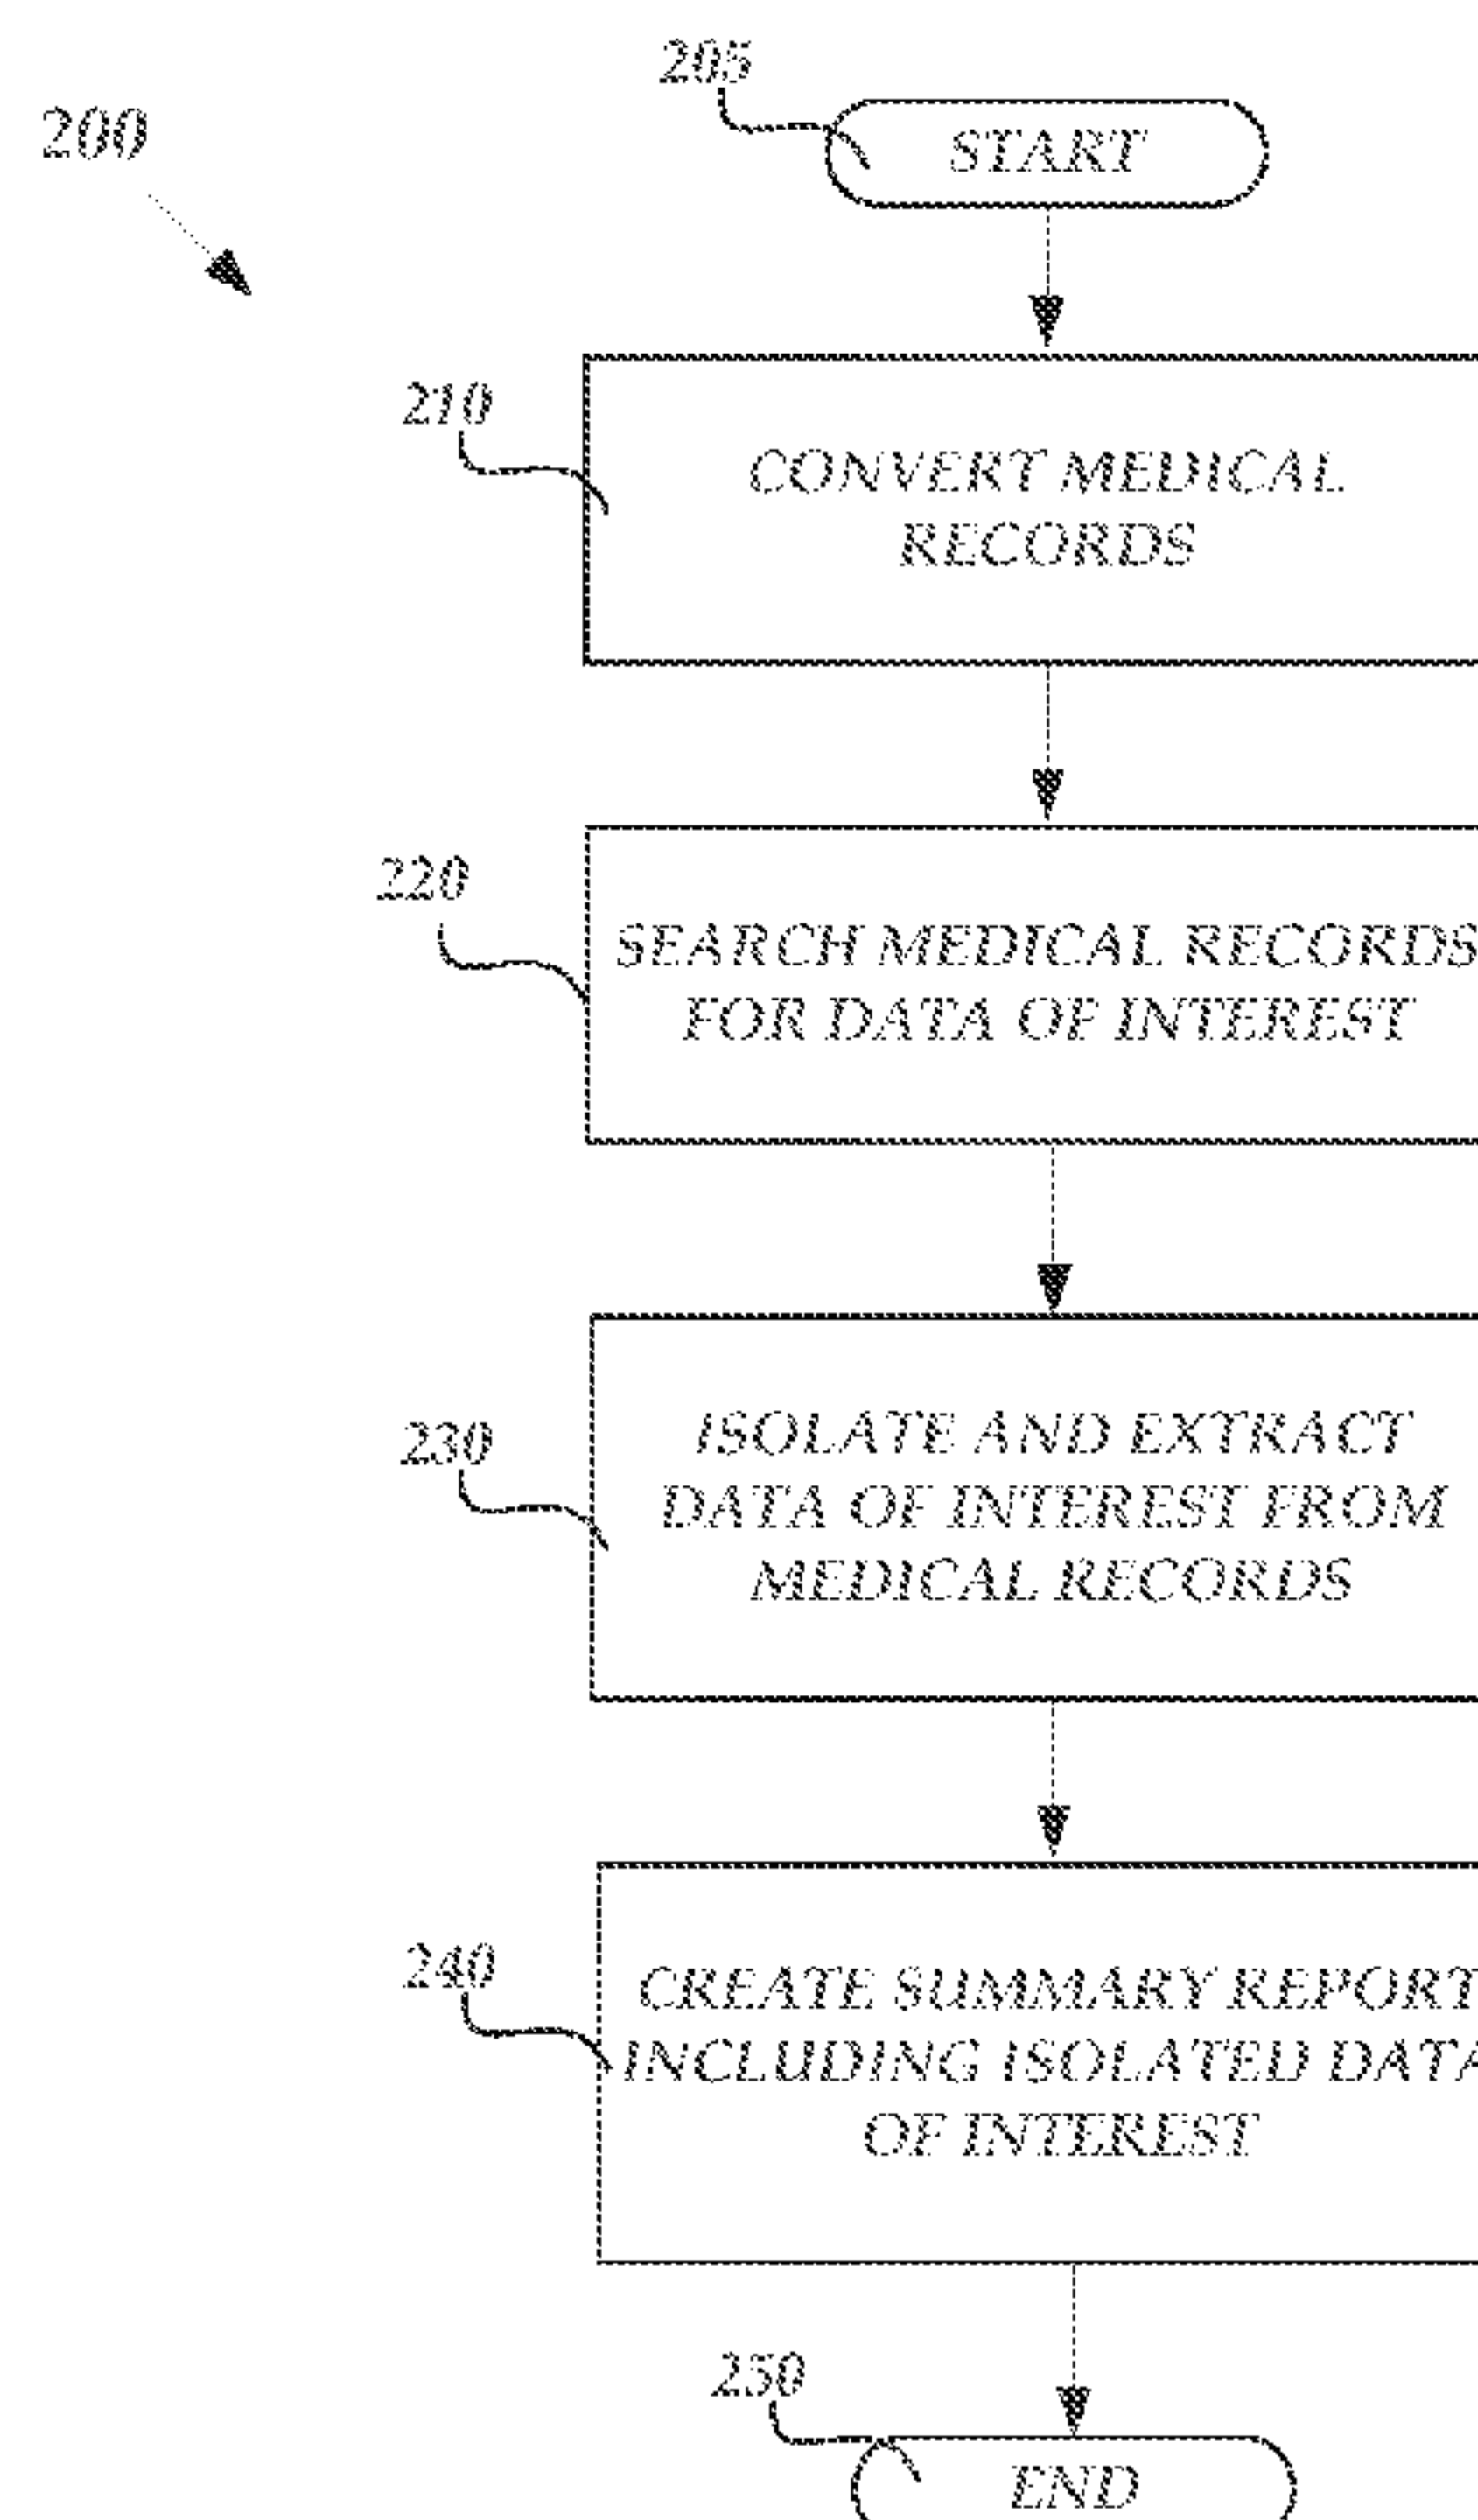 205
200
START
210
CONVERT MEDICAL
RECORDS
220
SEARCH MEDICAL RECORDS
FOR DATA OF INTEREST
230
ISOLATE AND EXTRACT
DATA OF INTEREST FROM
MEDICAL RECORDS
240
CREATE SUMMARY REPORT
INCLUDING ISOLATED DATA
OF INTEREST
250
END